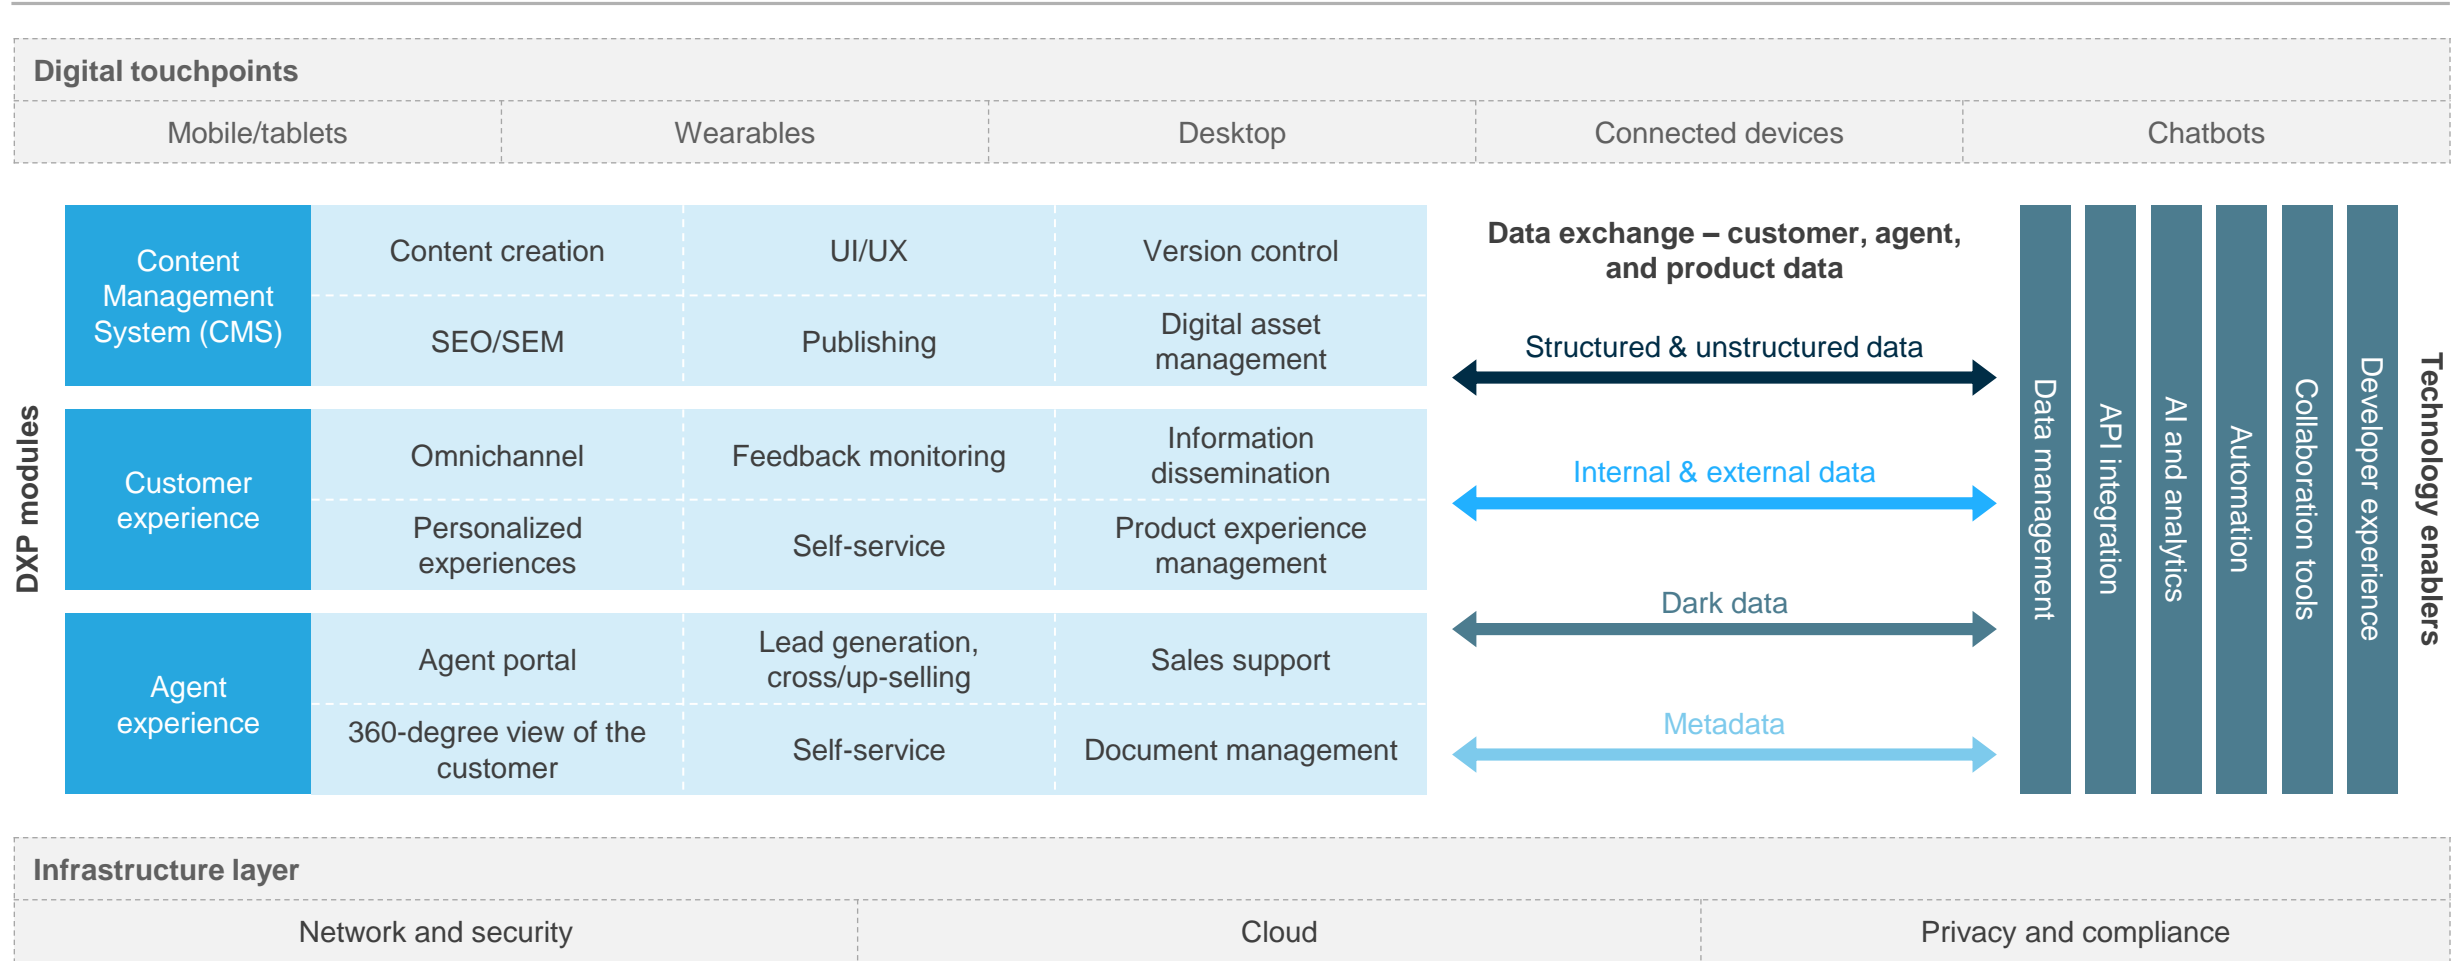 Digital touchpoints
Mobile/tablets
Wearables
Desktop
Connected devices
Chatbots
DXP modules
Content
Management
System (CMS)
Content creation
UI/UX
Version control
SEO/SEM
Publishing
Digital asset
management
Customer
experience
Omnichannel
Feedback monitoring
Information
dissemination
Personalized
experiences
Self-service
Product experience
management
Agent
experience
Agent portal
Lead generation,
cross/up-selling
Sales support
360-degree view of the
customer
Self-service
Document management
Data exchange – customer, agent,
and product data
Structured & unstructured data
Internal & external data
Dark data
Metadata
Data management
API integration
AI and analytics
Automation
Collaboration tools
Developer experience
Technology enablers
Infrastructure layer
Network and security
Cloud
Privacy and compliance